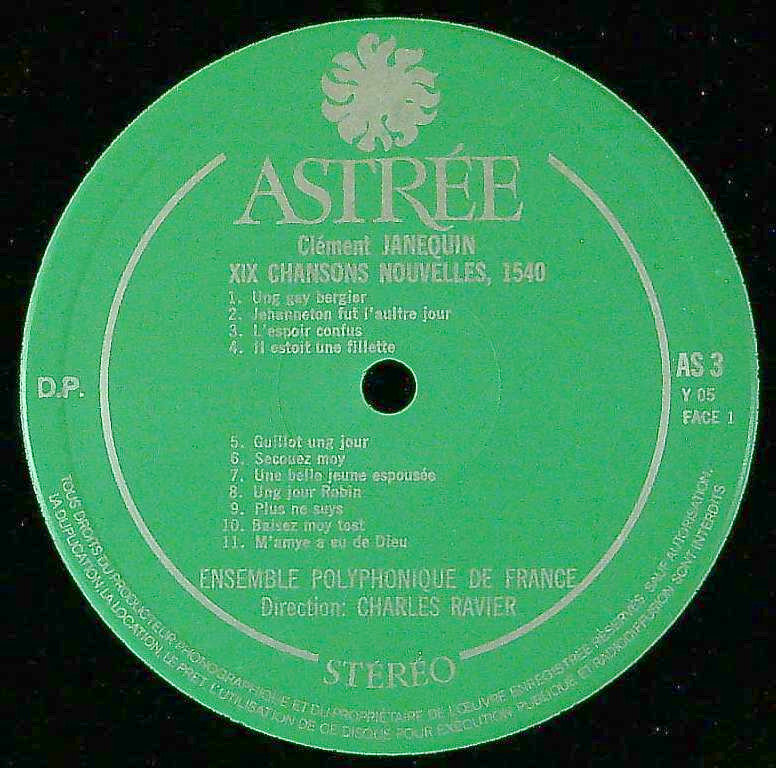 ASTRÉE
Clément JANEQUIN
XIX CHANSONS NOUVELLES, 1540
1. Ung gay bergier
2. Jehanneton fut l'aultre jour
3. L'espoir confus
4. Il estoit une fillette
D.P.
AS 3
Y 05
FACE 1
5. Guillot ung jour
6. Secouez moy
7. Une belle jeune espousée
8. Ung jour Robin
9. Plus ne suys
10. Baisez moy tost
11. M'amye a eu de Dieu
ENSEMBLE POLYPHONIQUE DE FRANCE
Direction: CHARLES RAVIER
STÉRÉO
TOUS DROITS DU PRODUCTEUR PHONOGRAPHIQUE ET DU PROPRIÉTAIRE DE L'ŒUVRE ENREGISTRÉE RÉSERVÉS. SAUF AUTORISATION,
LA DUPLICATION, LA LOCATION, LE PRÊT, L'UTILISATION DE CE DISQUE POUR EXÉCUTION PUBLIQUE ET RADIODIFFUSION SONT INTERDITS